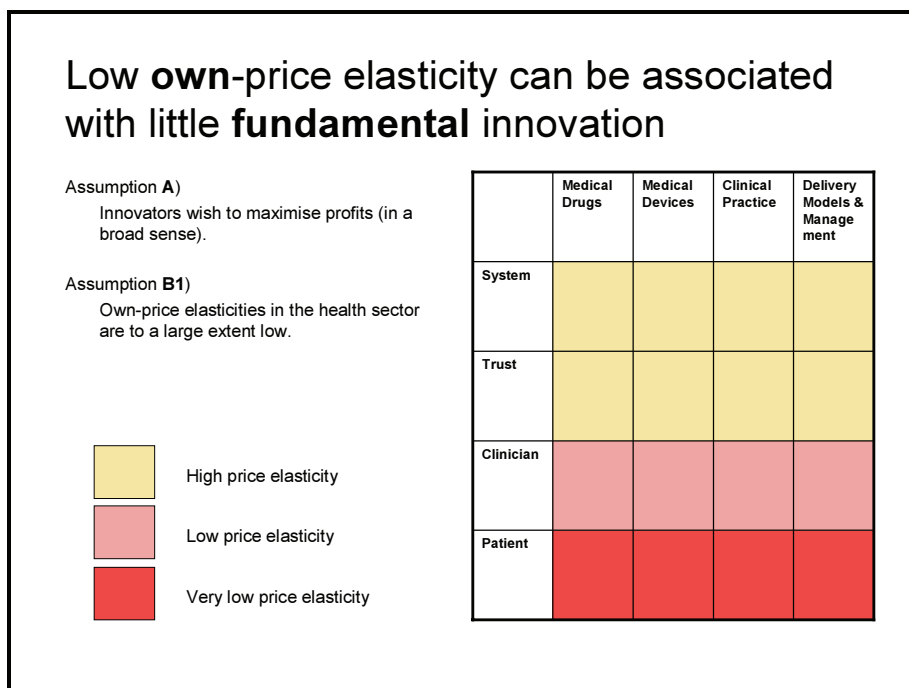 Low own-price elasticity can be associated
with little fundamental innovation
Assumption A)
Innovators wish to maximise profits (in a
broad sense).
Assumption B1)
Own-price elasticities in the health sector
are to a large extent low.
High price elasticity
Low price elasticity
Very low price elasticity
Medical
Drugs
Medical
Devices
Clinical
Practice
Delivery
Models &
Manage
ment
System
Trust
Clinician
Patient